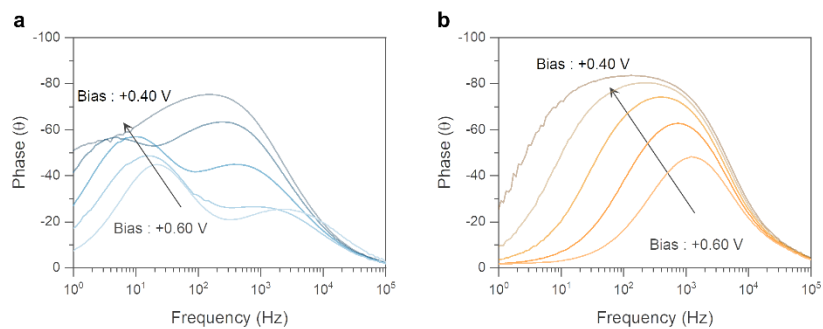 a
-100
-80
-60
-40
-20
0
Phase (θ)
Bias : +0.40 V
Bias : +0.60 V
10⁰ 10¹ 10² 10³ 10⁴ 10⁵
Frequency (Hz)
b
-100
-80
-60
-40
-20
0
Phase (θ)
Bias : +0.40 V
Bias : +0.60 V
10⁰ 10¹ 10² 10³ 10⁴ 10⁵
Frequency (Hz)